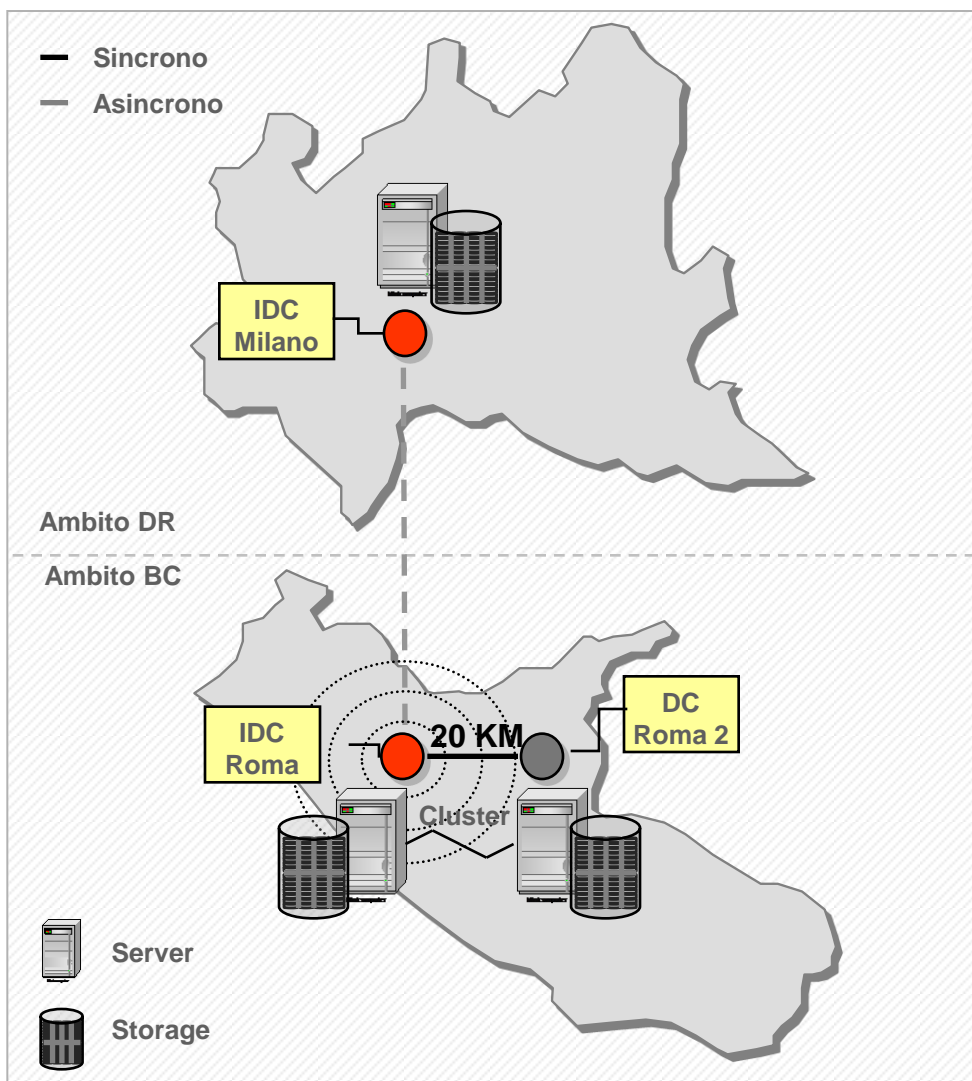 Sincrono
Asincrono
IDC
Milano
Ambito DR
Ambito BC
DC
Roma 2
IDC
Roma
20 KM
Cluster
Server
Storage